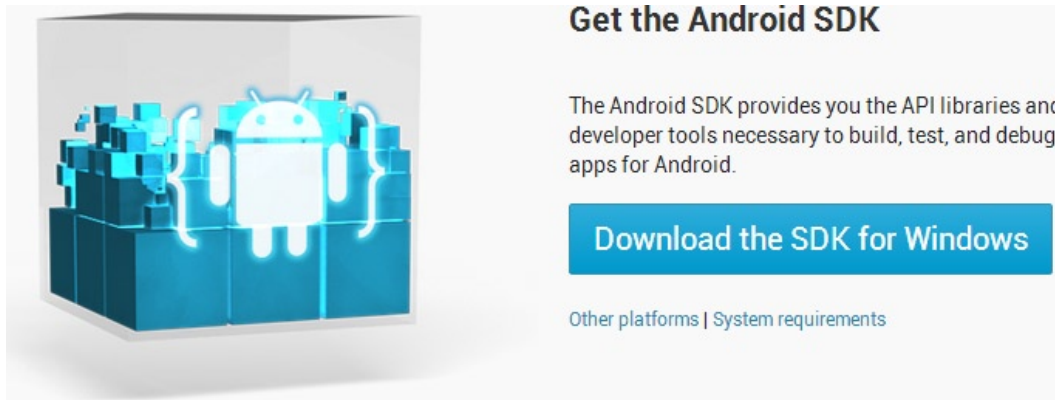 Get the Android SDK
The Android SDK provides you the API libraries and
developer tools necessary to build, test, and debug
apps for Android.
Download the SDK for Windows
Other platforms | System requirements